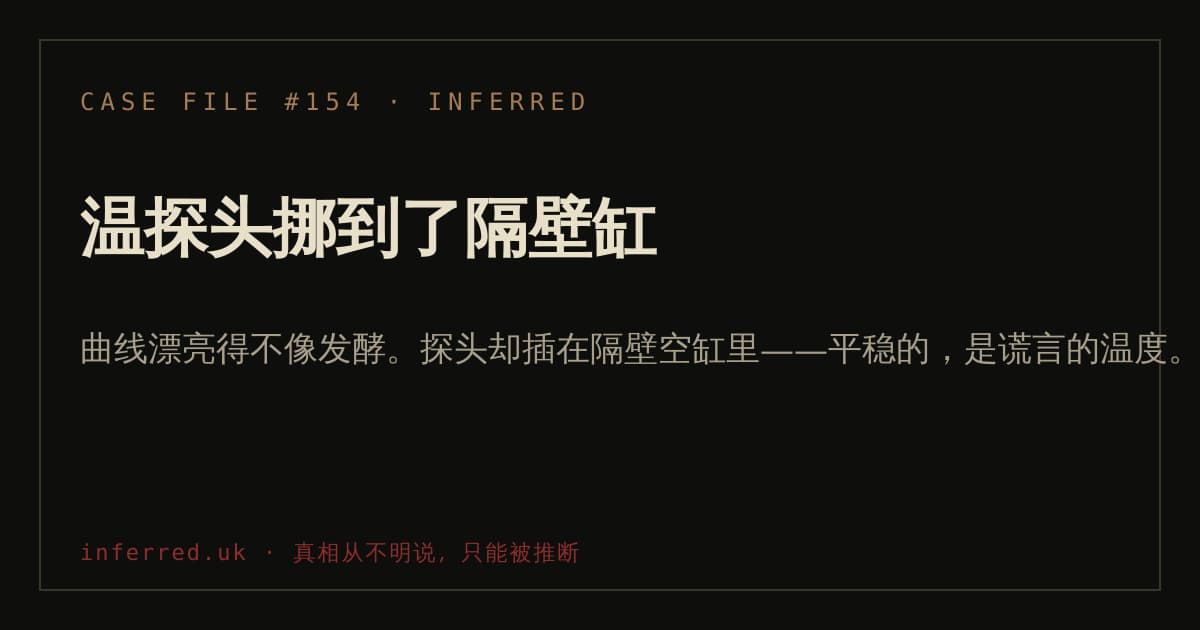 CASE FILE #154 · INFERRED
温探头挪到了隔壁缸
曲线漂亮得不像发酵。探头却插在隔壁空缸里——平稳的，是谎言的温度。
inferred.uk · 真相从不明说，只能被推断